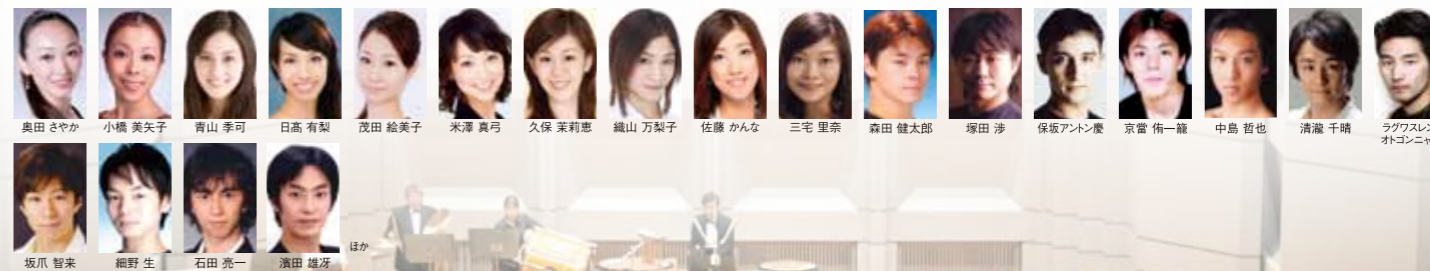 奥田 さやか 小橋 美矢子 青山 季可 日髙 有梨 茂田 絵美子 米澤 真弓 久保 茉莉恵 織山 万梨子 佐藤 かんな 三宅 里奈 森田 健太郎 塚田 渉 保坂アントン慶 京當 侑一籠 中島 哲也 清瀧 千晴 ラグワスレン
オトゴンニャ
坂爪 智来 細野 生 石田 亮一 濱田 雄冴 ほか